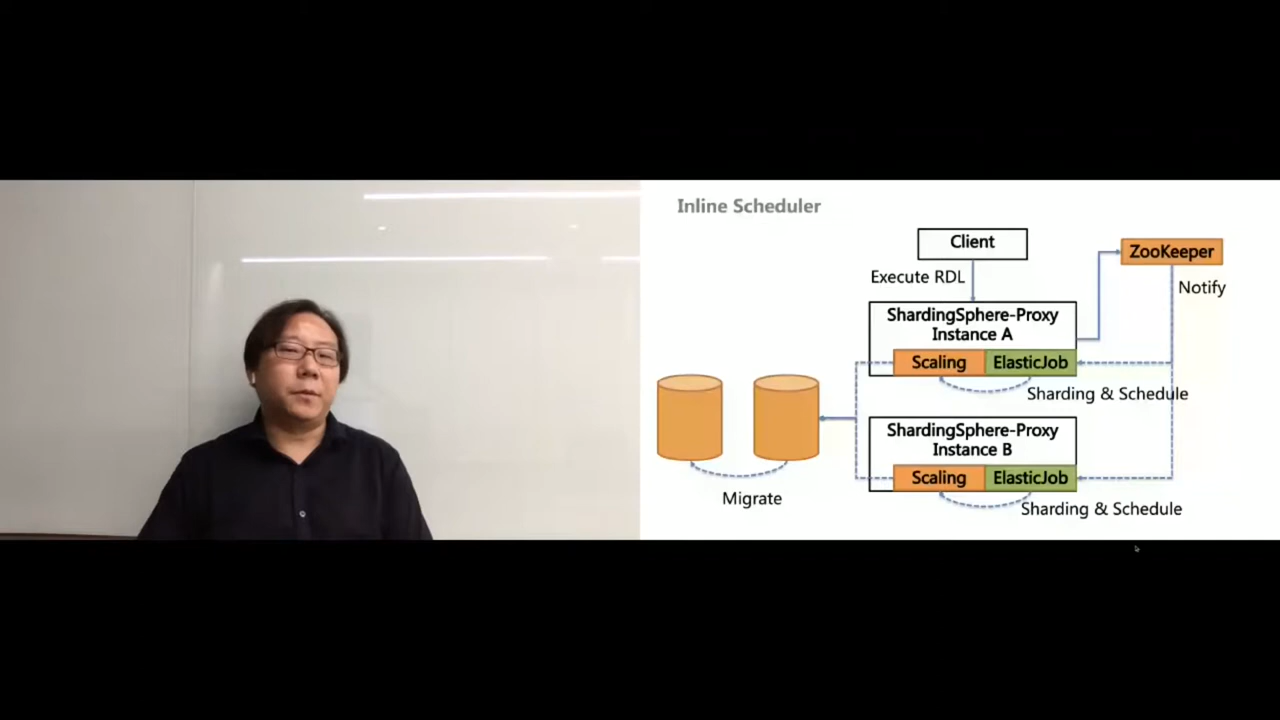 Inline Scheduler
Client
ZooKeeper
Execute RDL
Notify
ShardingSphere-Proxy
Instance A
Scaling
ElasticJob
Sharding & Schedule
ShardingSphere-Proxy
Instance B
Scaling
ElasticJob
Migrate
Sharding & Schedule